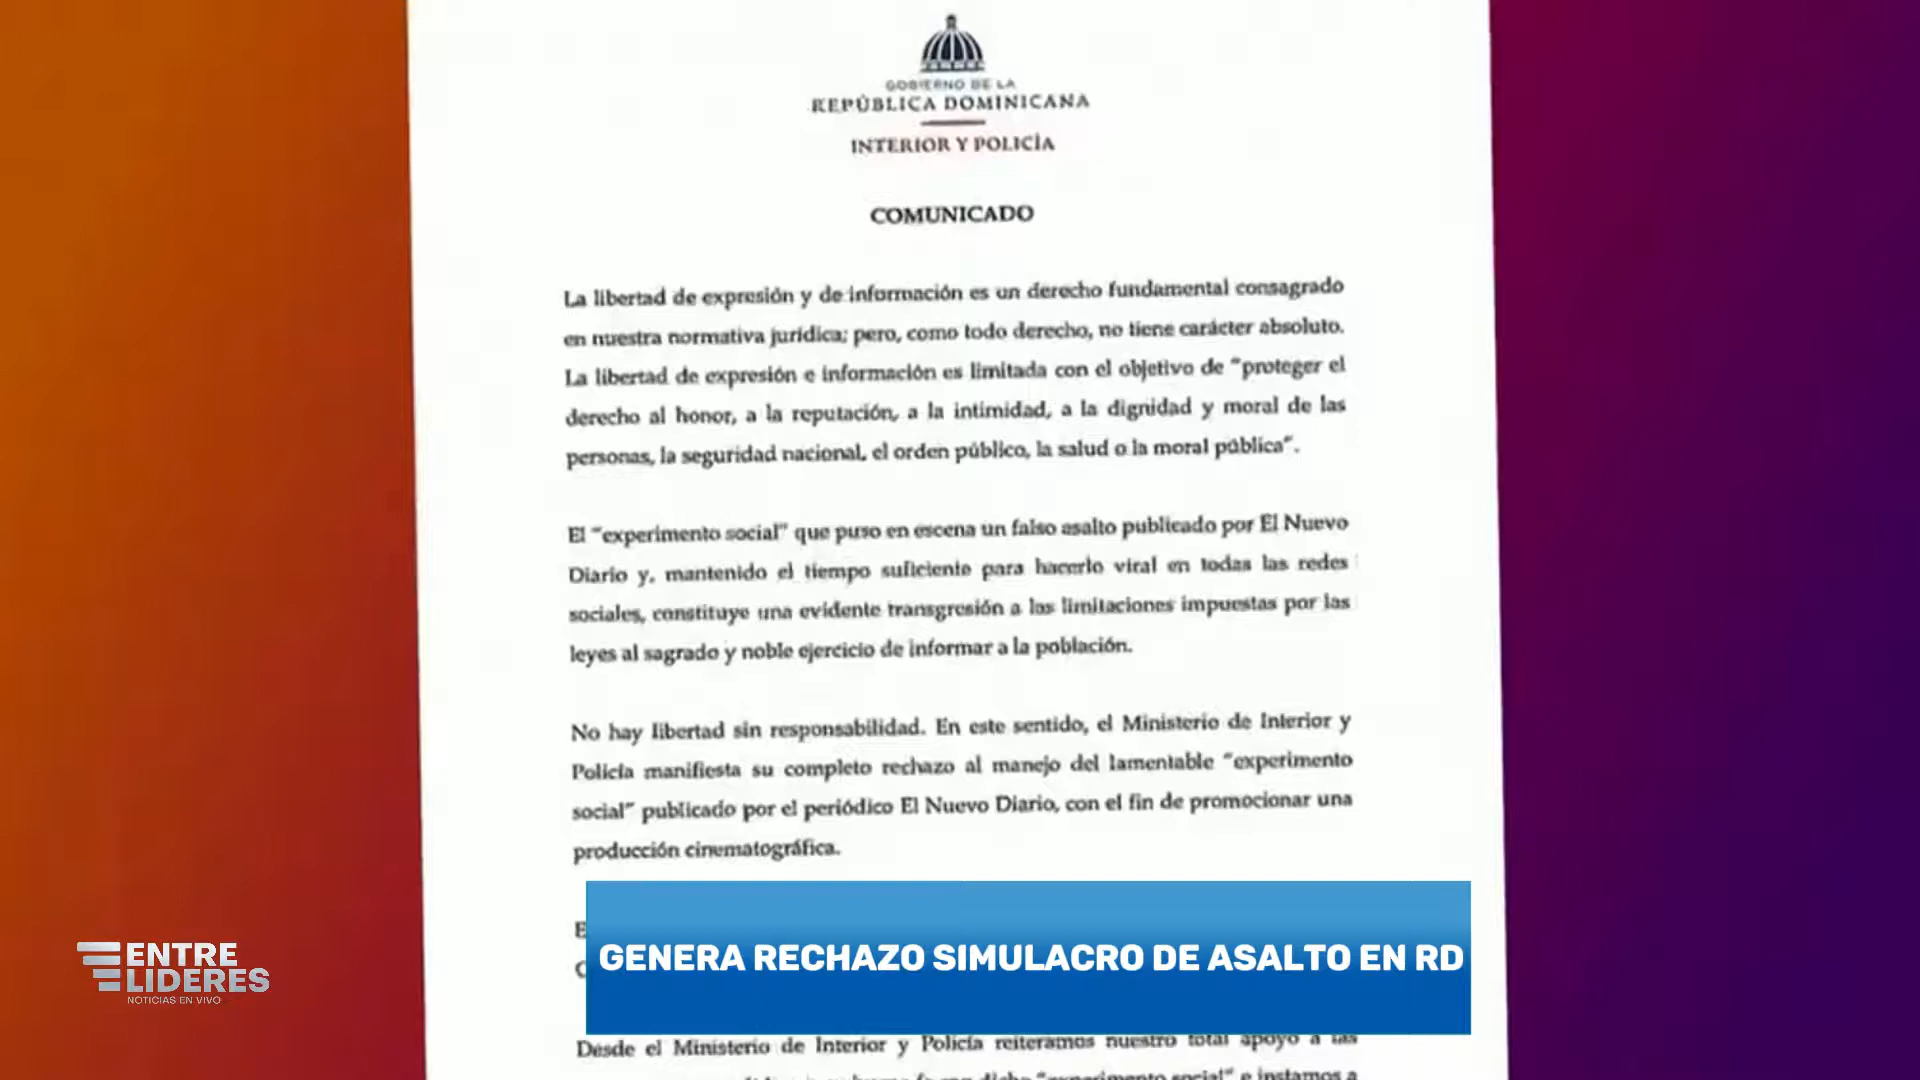 GOBIERNO DE LA
REPÚBLICA DOMINICANA
INTERIOR Y POLICÍA
COMUNICADO
La libertad de expresión y de información es un derecho fundamental consagrado
en nuestra normativa jurídica; pero, como todo derecho, no tiene carácter absoluto.
La libertad de expresión e información es limitada con el objetivo de "proteger el
derecho al honor, a la reputación, a la intimidad, a la dignidad y moral de las
personas, la seguridad nacional, el orden público, la salud o la moral pública".
El "experimento social" que puso en escena un falso asalto publicado por El Nuevo
Diario y, mantenido el tiempo suficiente para hacerlo viral en todas las redes
sociales, constituye una evidente transgresión a las limitaciones impuestas por las
leyes al sagrado y noble ejercicio de informar a la población.
No hay libertad sin responsabilidad. En este sentido, el Ministerio de Interior y
Policía manifiesta su completo rechazo al manejo del lamentable "experimento
social" publicado por el periódico El Nuevo Diario, con el fin de promocionar una
producción cinematográfica.
GENERA RECHAZO SIMULACRO DE ASALTO EN RD
ENTRE
LIDERES
NOTICIAS EN VIVO
Desde el Ministerio de Interior y Policía reiteramos nuestro total apoyo a las
"experimento social" e instamos a